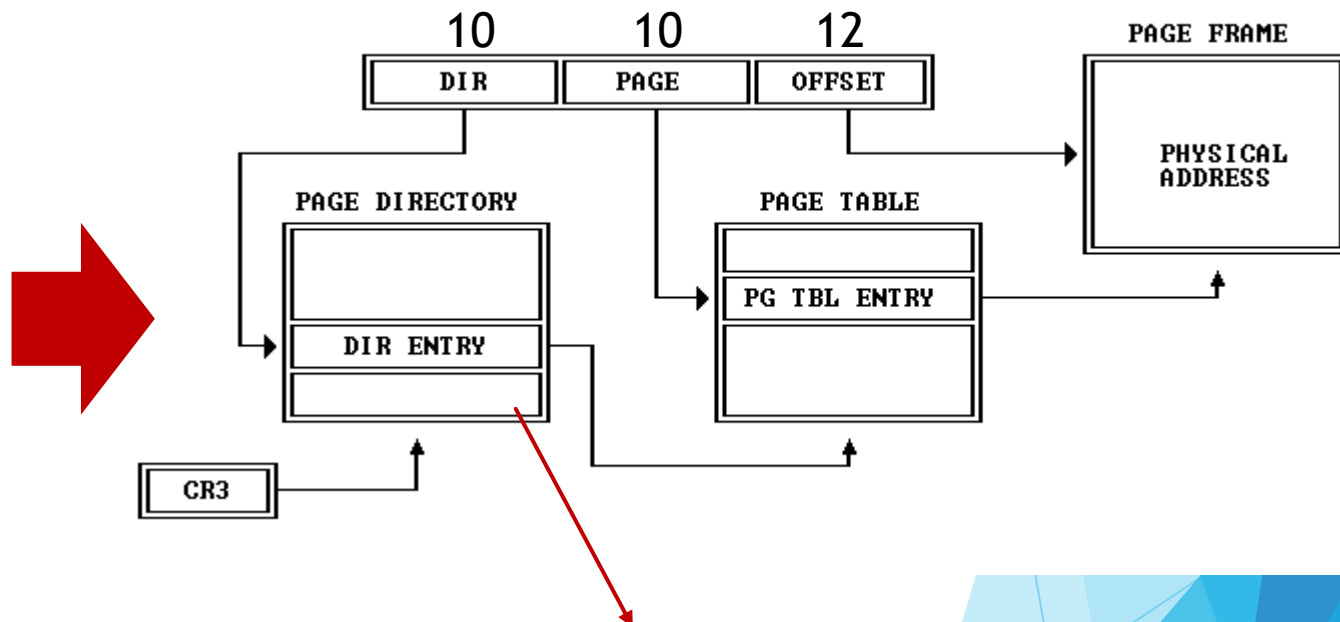 10 10 12
PAGE FRAME
DIR PAGE OFFSET
PHYSICAL
ADDRESS
PAGE DIRECTORY PAGE TABLE
PG TBL ENTRY
DIR ENTRY
CR3